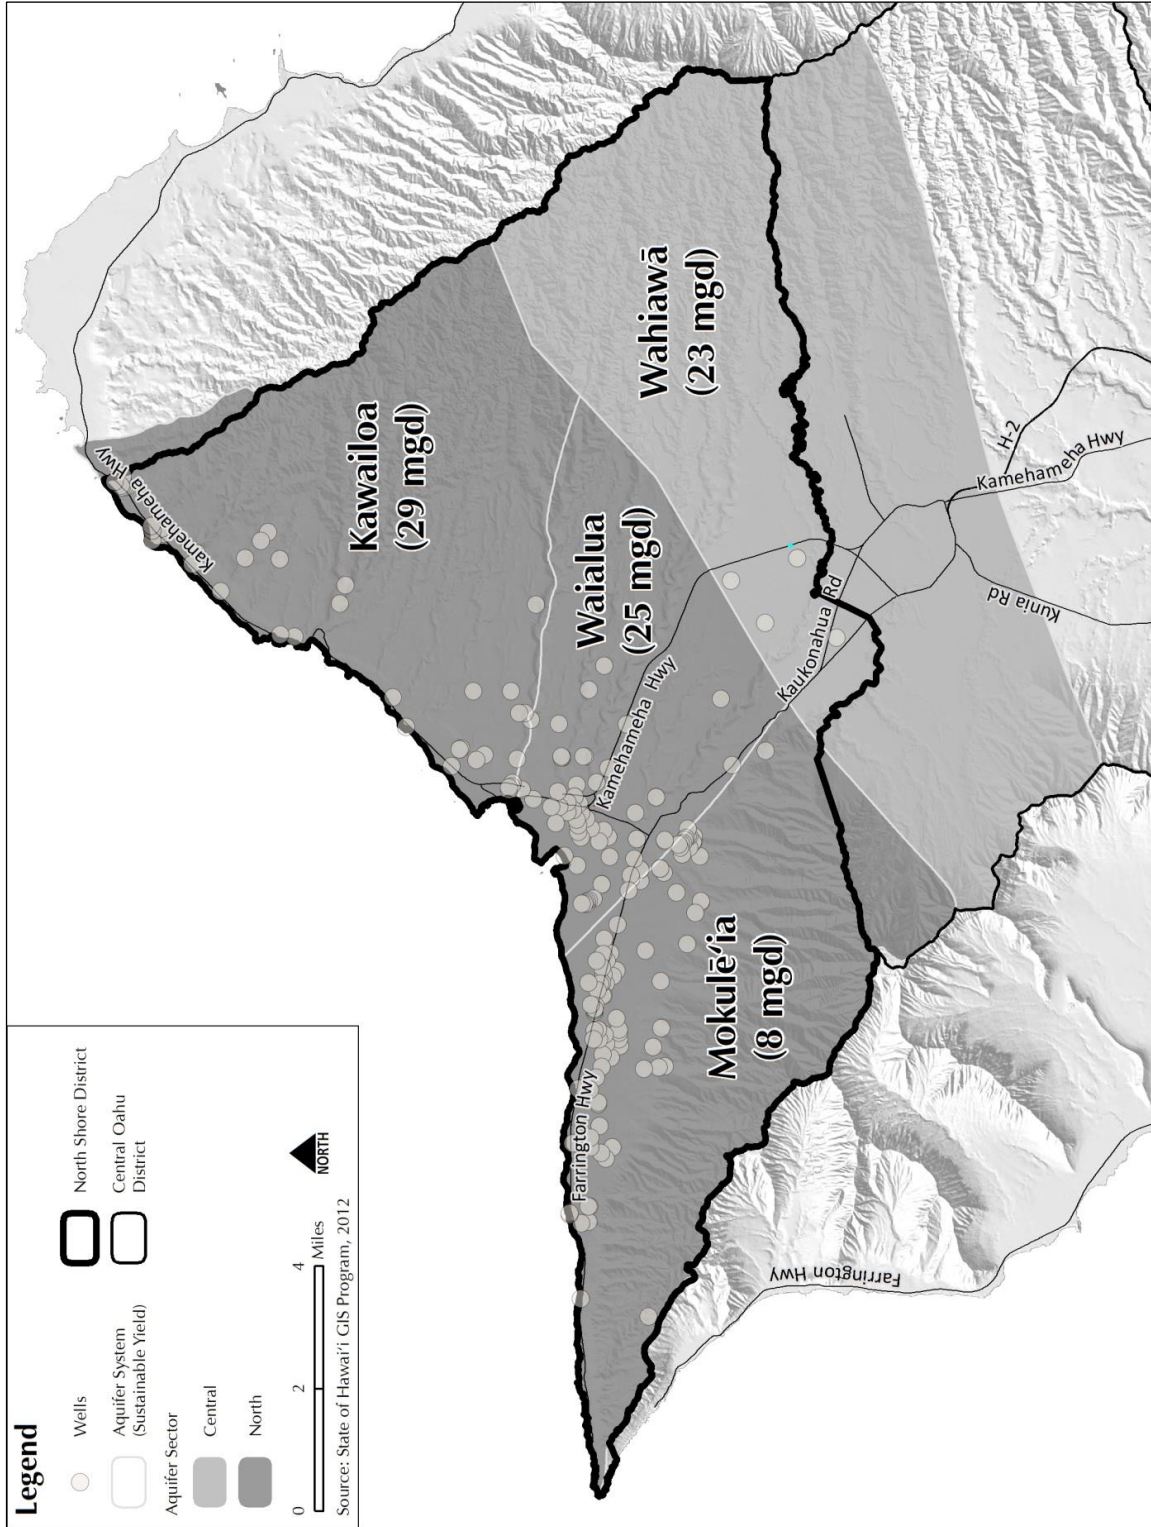 Legend
Wells
Aquifer System
(Sustainable Yield)
Aquifer Sector
Central
North
North Shore District
Central Oahu
District
0
2
4
Miles
NORTH
Source: State of Hawai‘i GIS Program, 2012
Kamehameha Hwy
Kamehameha Hwy
Kawailoa
(29 mgd)
Waialua
(25 mgd)
Wahiawā
(23 mgd)
Mokulē‘ia
(8 mgd)
Kamehameha Hwy
Kaukonahua Rd
Farrington Hwy
Farrington Hwy
Kunia Rd
H-2
Kamehameha Hwy